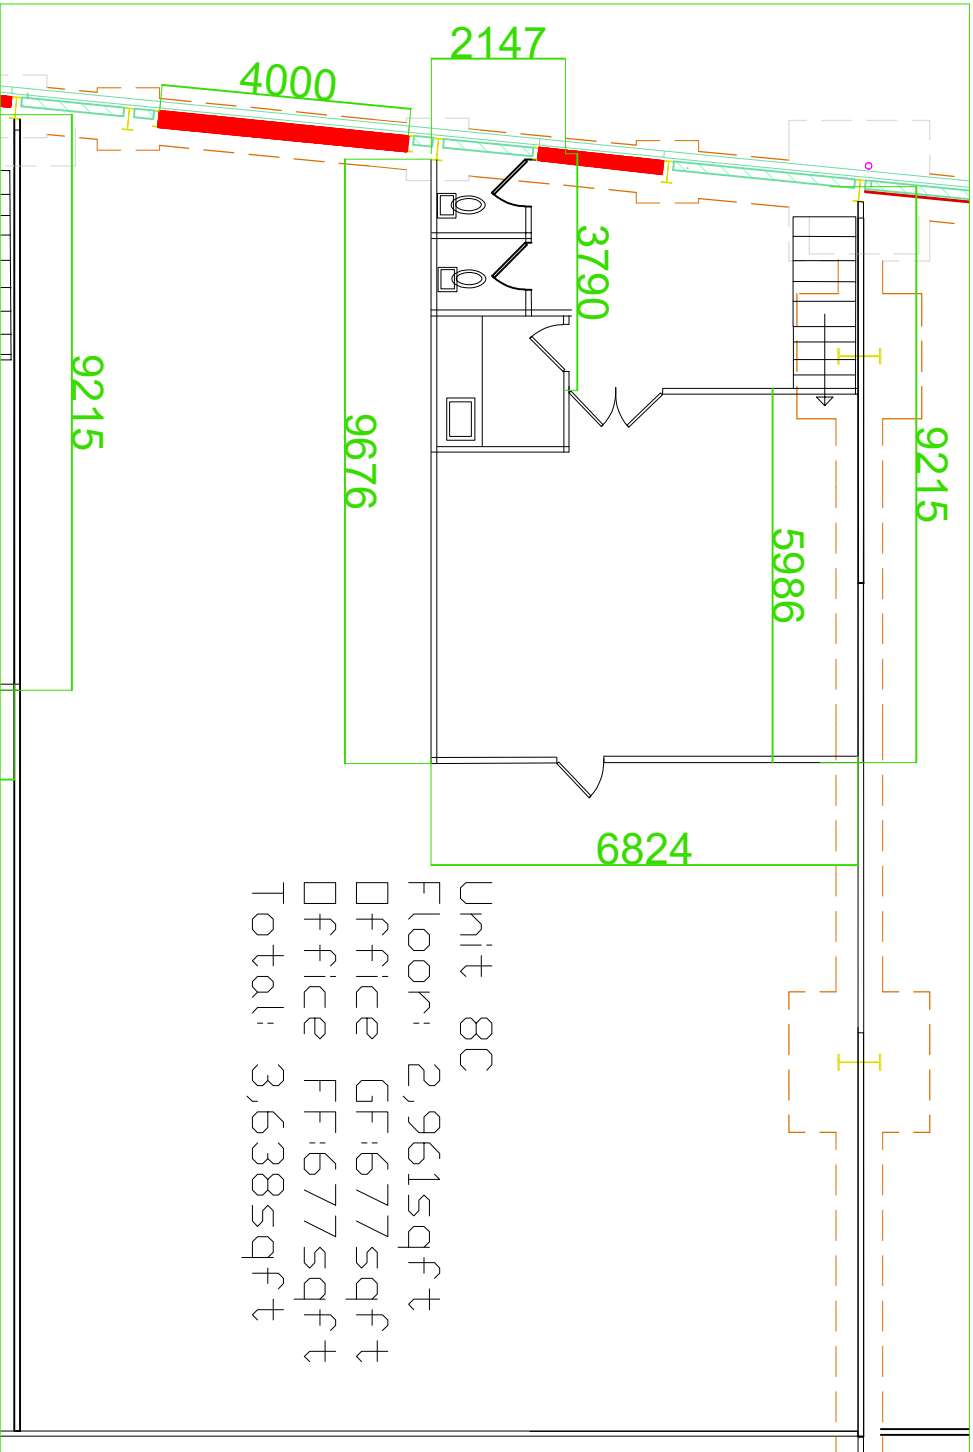 2147
4000
3790
9215
9676
9215
5986
6824
Unit 8C
Floor: 2,961sqft
Office GF:677sqft
Office FF:677sqft
Total: 3,638sqft